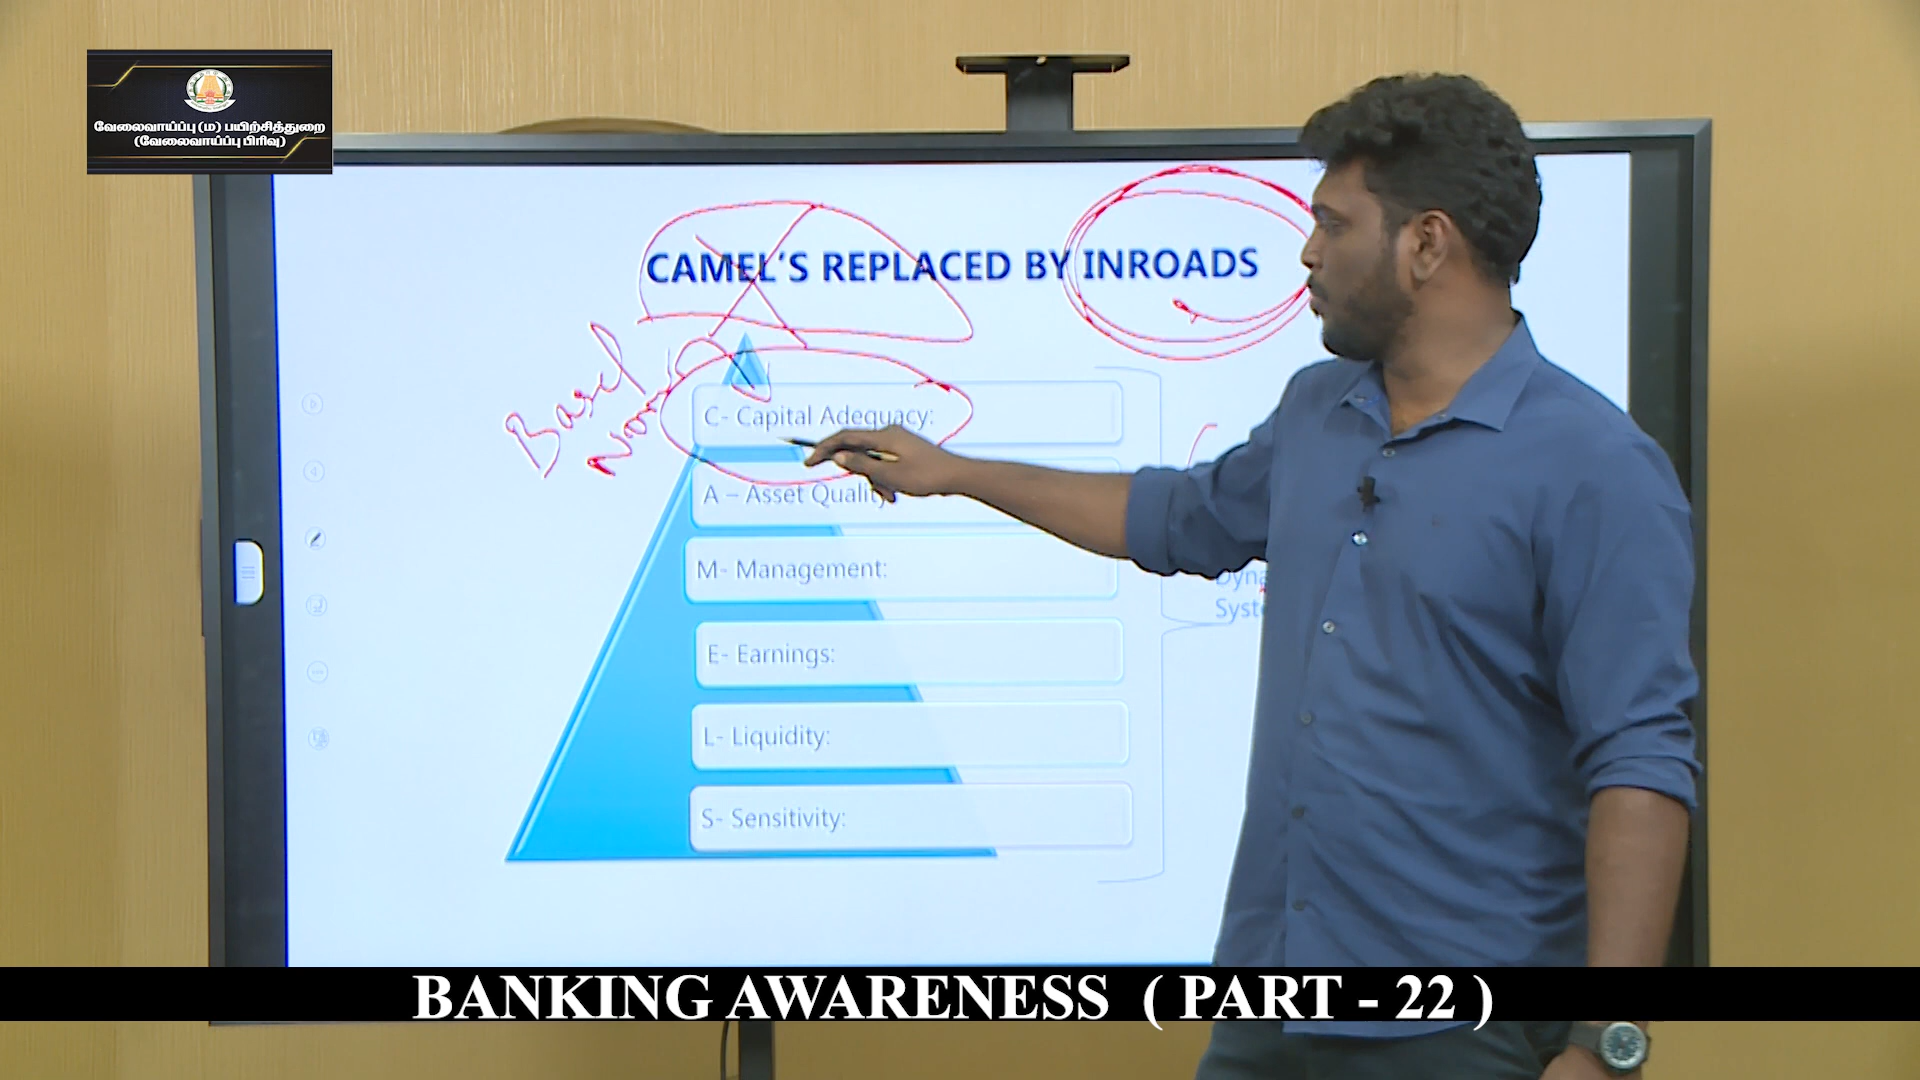 வேலைவாய்ப்பு (ம) பயிற்சித்துறை
(வேலைவாய்ப்பு பிரிவு)
CAMEL'S REPLACED BY INROADS
Basel
C- Capital Adequacy:
A – Asset Quality
M- Management:
E- Earnings:
L- Liquidity:
S- Sensitivity:
BANKING AWARENESS ( PART - 22 )